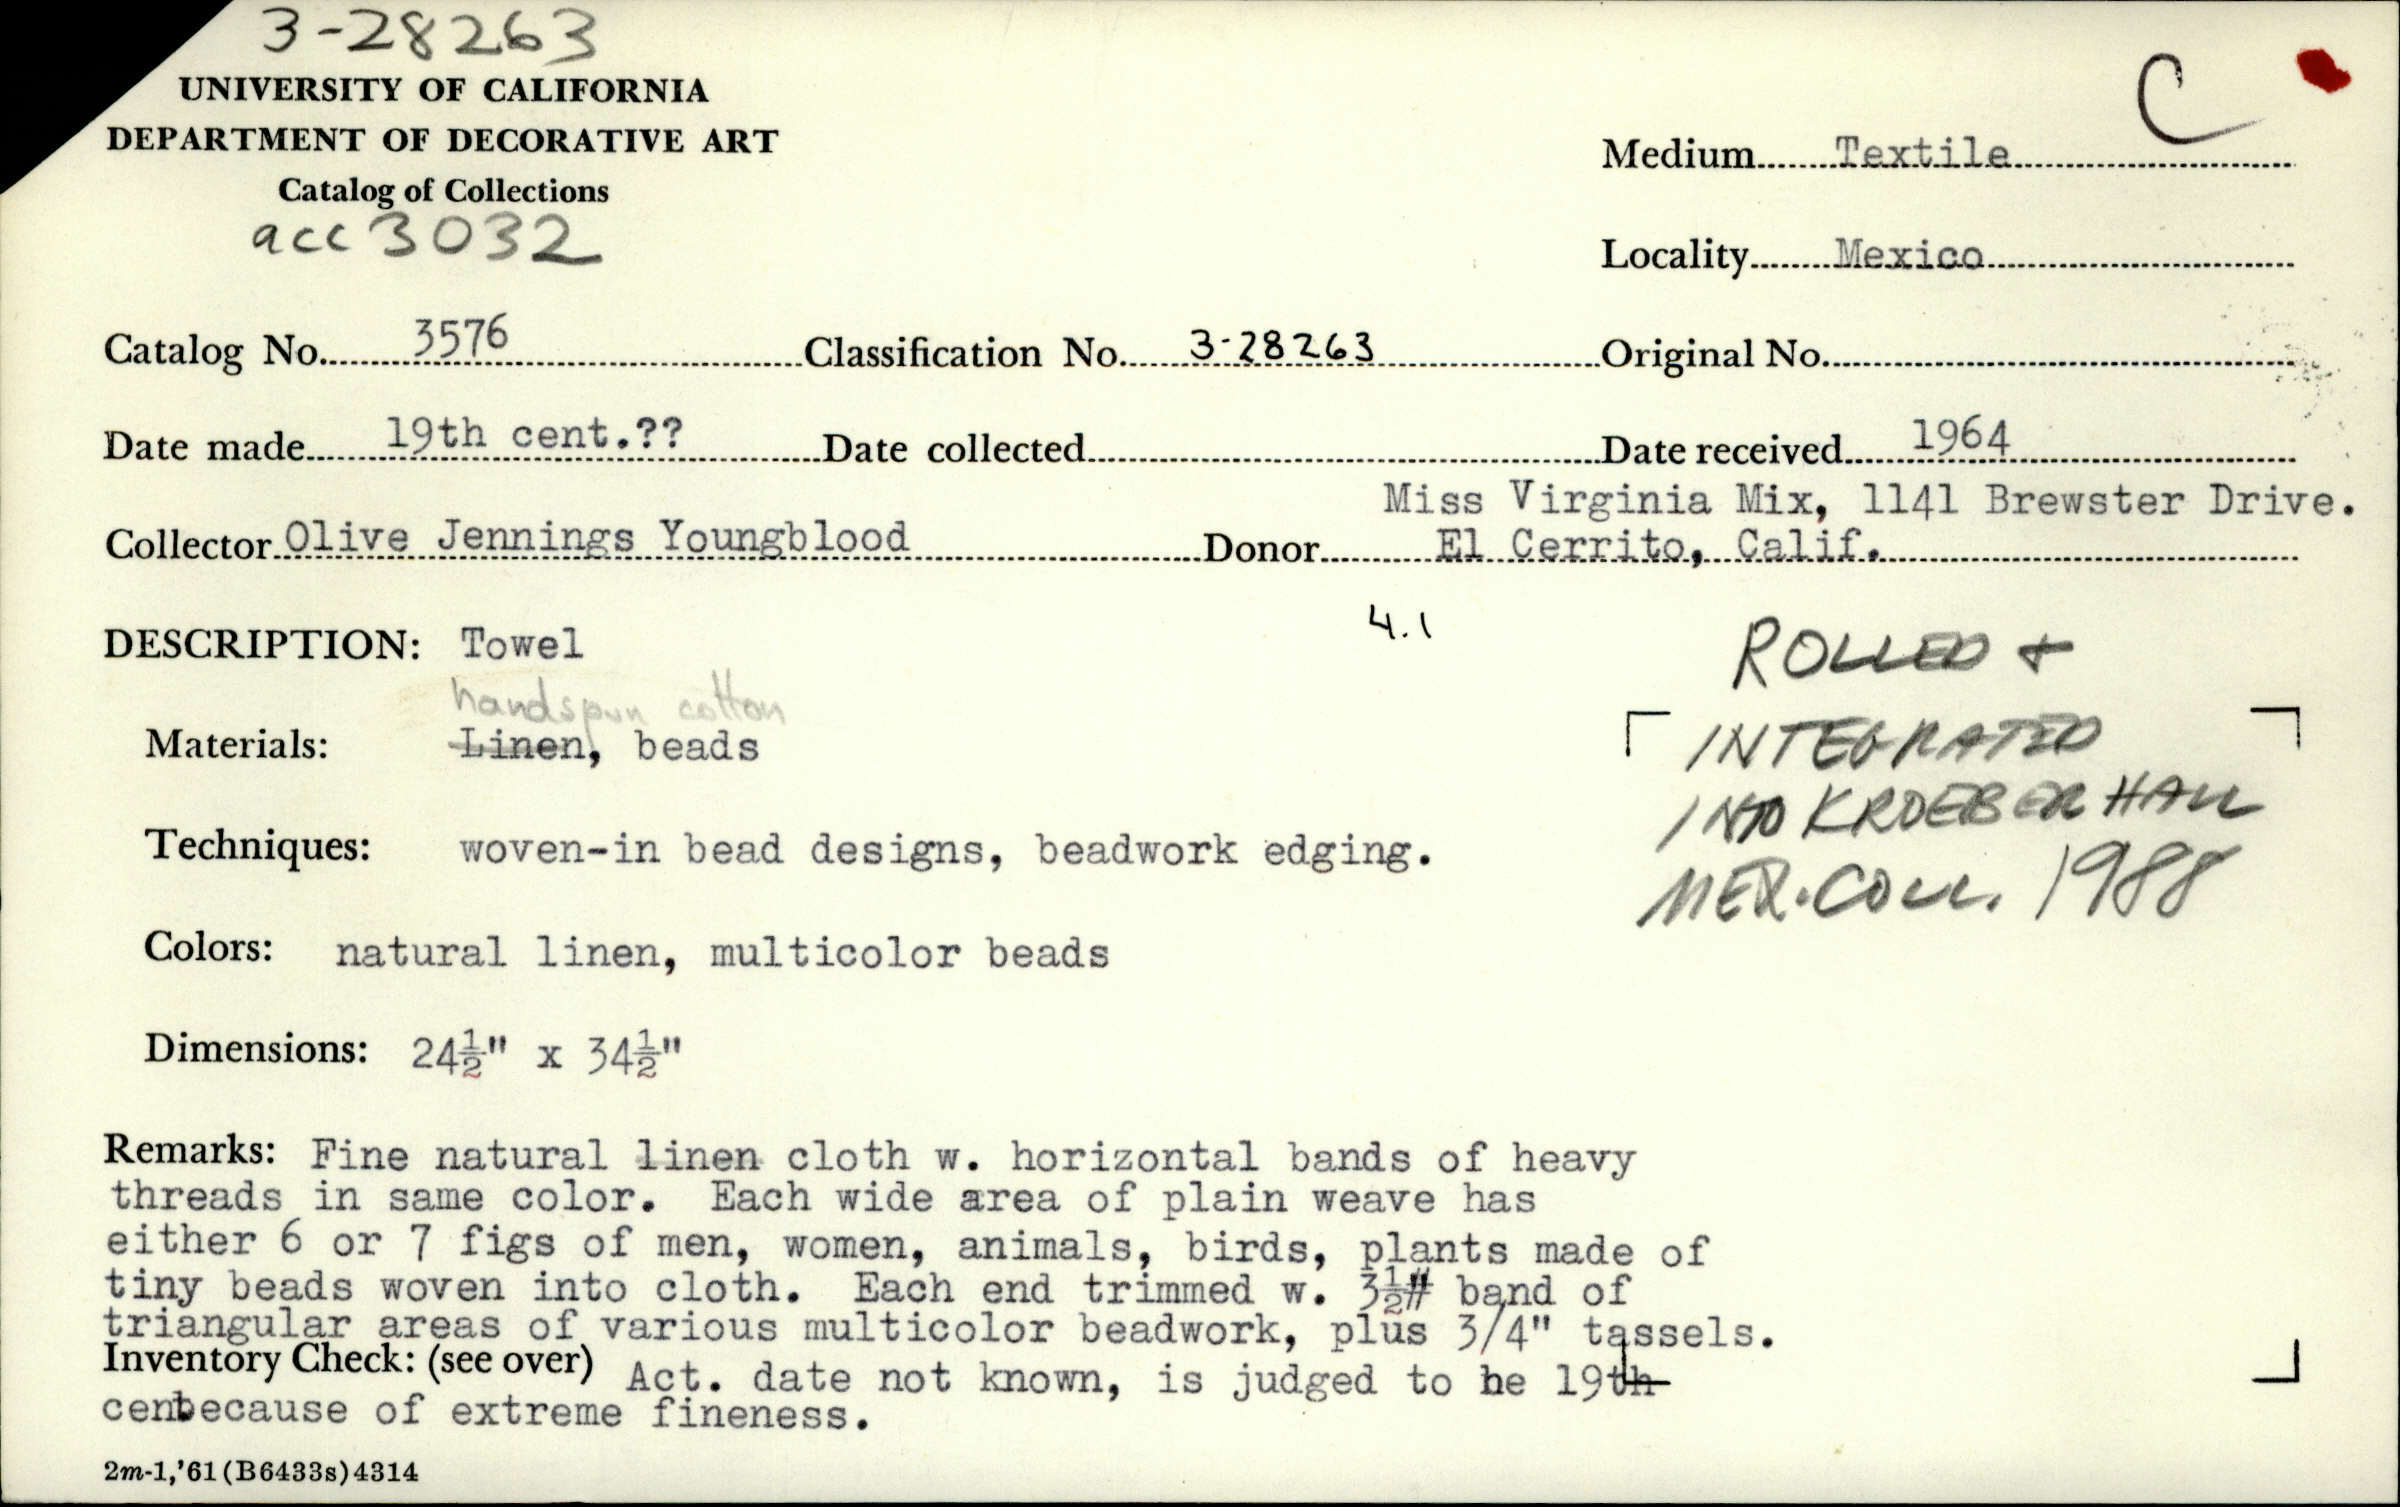 3-28263
UNIVERSITY OF CALIFORNIA
DEPARTMENT OF DECORATIVE ART
Catalog of Collections
acc 3032
C
Medium Textile
Locality Mexico
Catalog No. 3576 Classification No. 3-28263 Original No.
Date made 19th cent.?? Date collected Date received 1964
Miss Virginia Mix, 1141 Brewster Drive.
Collector Olive Jennings Youngblood Donor El Cerrito, Calif.
4.1
DESCRIPTION: Towel
handspun cotton
Materials: Linen, beads
Techniques: woven-in bead designs, beadwork edging.
Colors: natural linen, multicolor beads
Dimensions: 24½" x 34½"
ROLLED +
INTEGRATED
INTO KROEBER HALL
MEX. COLL. 1988
Remarks: Fine natural linen cloth w. horizontal bands of heavy
threads in same color. Each wide area of plain weave has
either 6 or 7 figs of men, women, animals, birds, plants made of
tiny beads woven into cloth. Each end trimmed w. 3½# band of
triangular areas of various multicolor beadwork, plus 3/4" tassels.
Inventory Check: (see over) Act. date not known, is judged to be 19th
centbecause of extreme fineness.
2m-1,'61(B6433s)4314